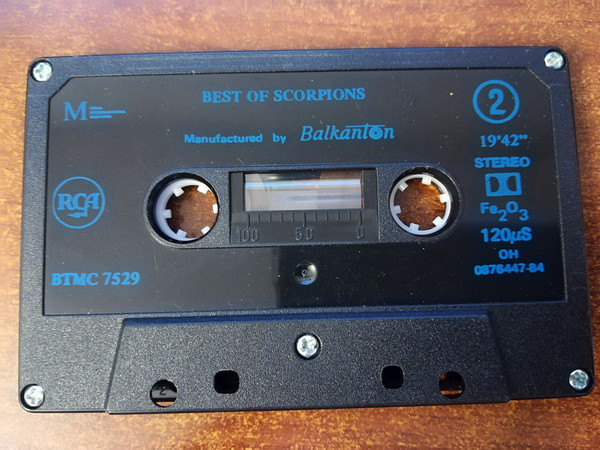 BEST OF SCORPIONS
M
2
Manufactured by Balkanton
19'42"
STEREO
RCA
Fe2O3
120µS
100 50 0
OH
BTMC 7529
0876447-84
2